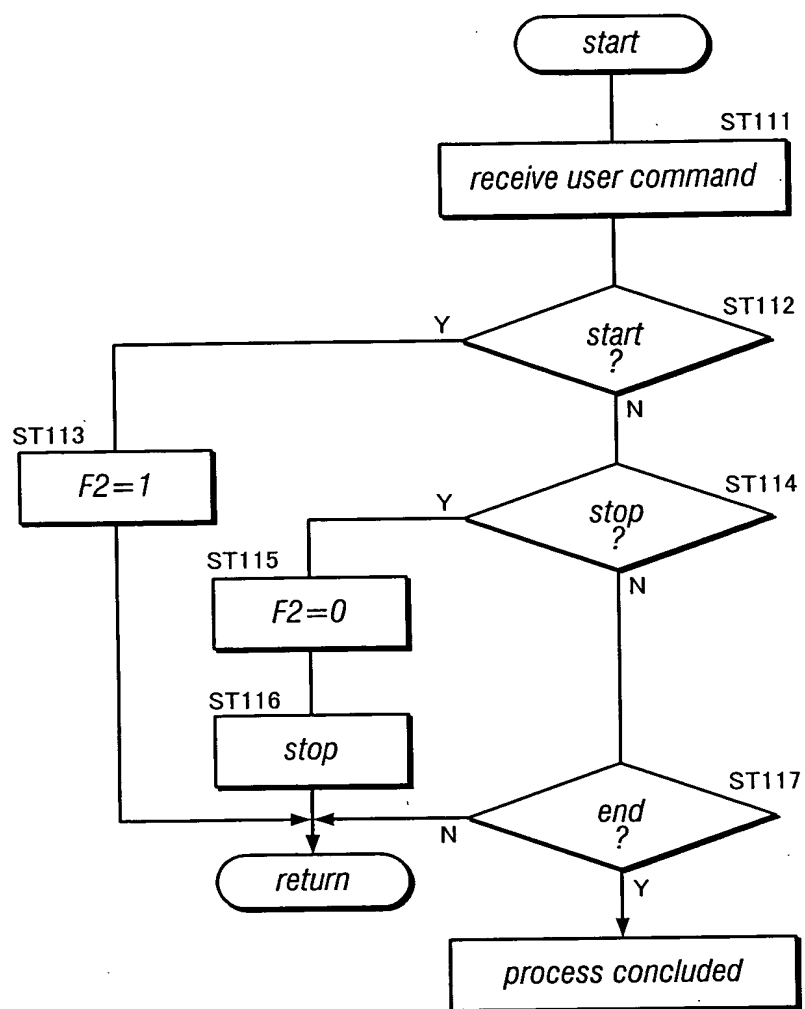 start
ST111
receive user command
ST112
Y
start
?
N
ST113
F2=1
ST114
Y
stop
?
N
ST115
F2=0
ST116
stop
ST117
end
?
N
Y
return
process concluded